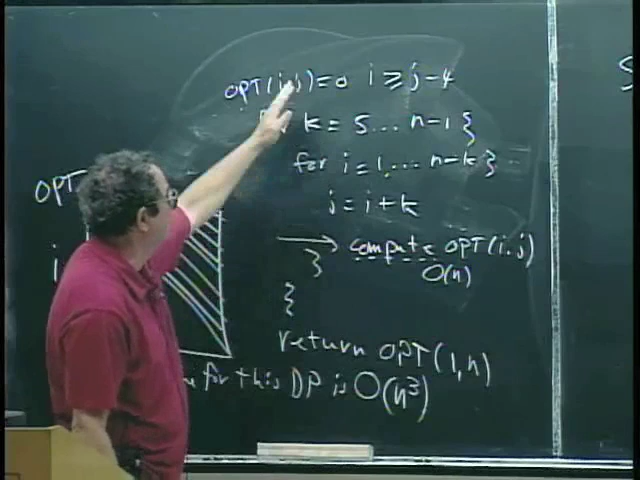 OPT(i,j)=0 i ≥ j-4
k = 5... n-1 {
for i = 1,... n-k }
j = i + k
OPT
i
→ compute OPT(i,j)
}
O(n)
}
return OPT(1,n)
for this DP is O(n³)
S